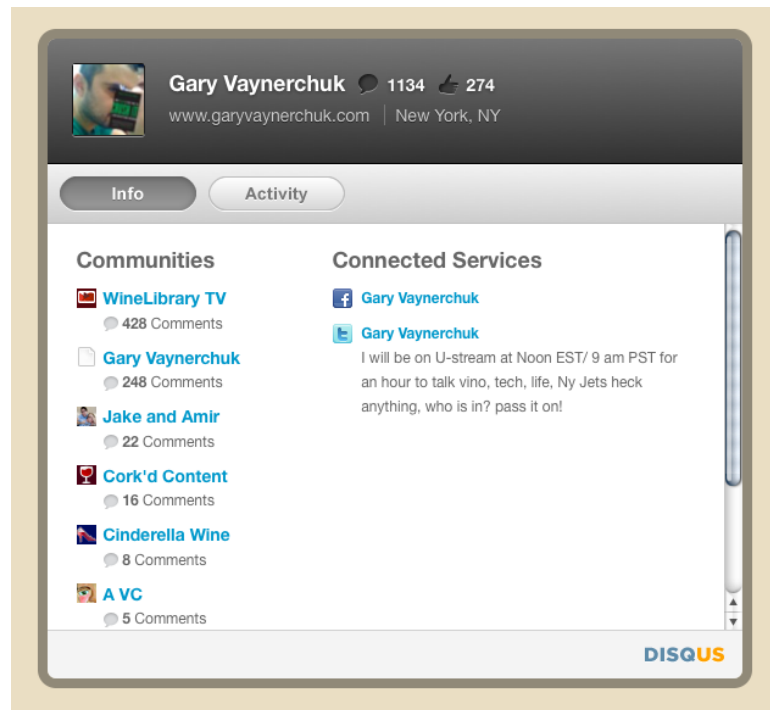 Gary Vaynerchuk 1134 274
www.garyvaynerchuk.com New York, NY
Info Activity
Communities
WineLibrary TV
428 Comments
Gary Vaynerchuk
248 Comments
Jake and Amir
22 Comments
Cork'd Content
16 Comments
Cinderella Wine
8 Comments
A VC
5 Comments
Connected Services
Gary Vaynerchuk
Gary Vaynerchuk
I will be on U-stream at Noon EST/ 9 am PST for
an hour to talk vino, tech, life, Ny Jets heck
anything, who is in? pass it on!
DISQUS